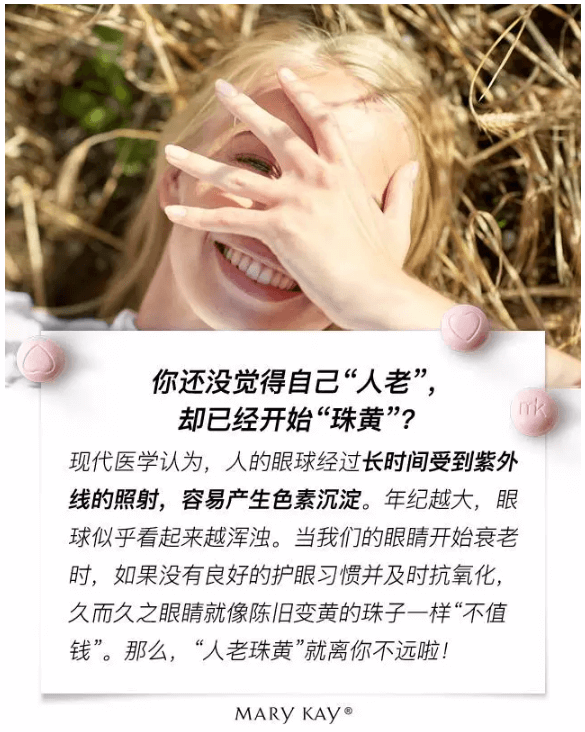 你还没觉得自己“人老”，
却已经开始“珠黄”？
现代医学认为，人的眼球经过长时间受到紫外
线的照射，容易产生色素沉淀。年纪越大，眼
球似乎看起来越浑浊。当我们的眼睛开始衰老
时，如果没有良好的护眼习惯并及时抗氧化，
久而久之眼睛就像陈旧变黄的珠子一样“不值
钱”。那么，“人老珠黄”就离你不远啦！
mk
MARY KAY®